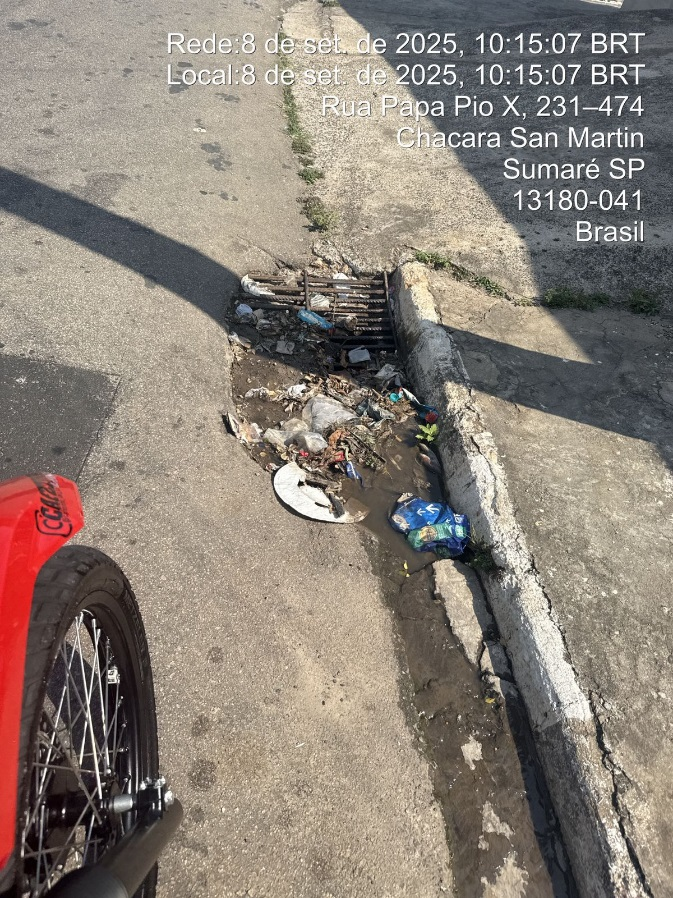 Rede:8 de set. de 2025, 10:15:07 BRT
Local:8 de set. de 2025, 10:15:07 BRT
Rua Papa Pio X, 231–474
Chacara San Martin
Sumaré SP
13180-041
Brasil